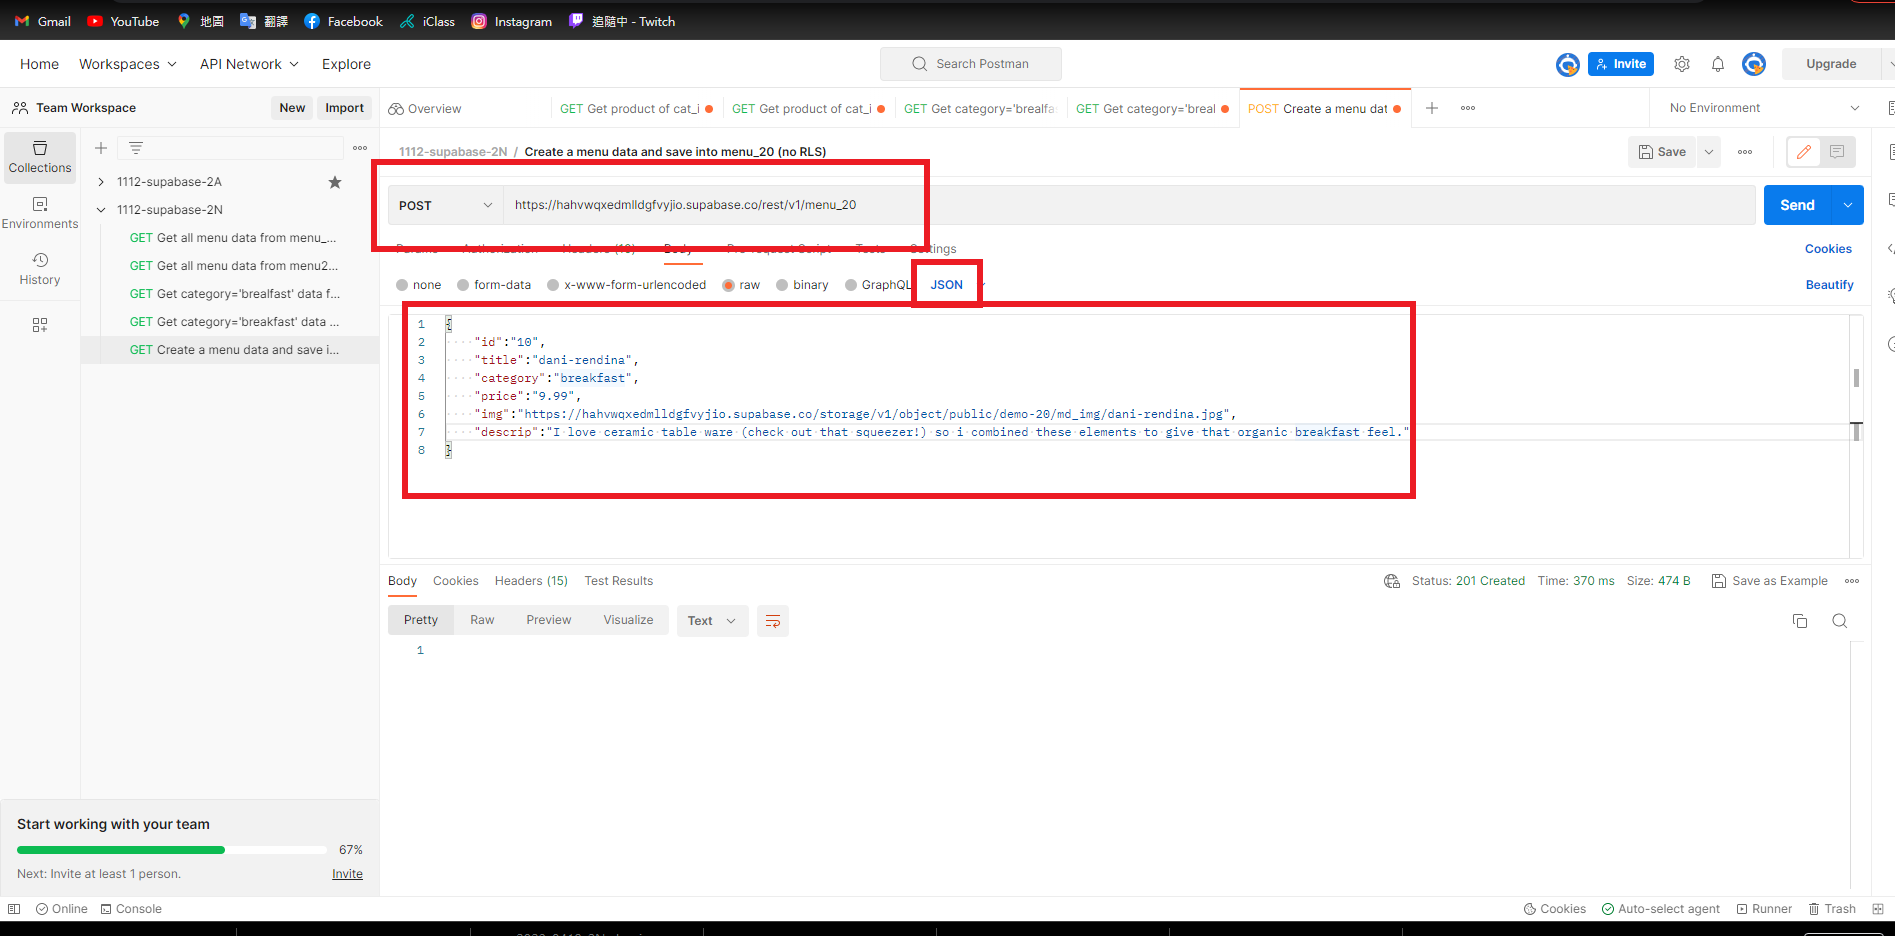 Gmail YouTube 地圖 翻譯 Facebook iClass Instagram 追隨中 - Twitch
Home Workspaces API Network Explore Search Postman Invite Upgrade
Team Workspace New Import Overview GET Get product of cat_i GET Get product of cat_i GET Get category='brealfa GET Get category='breal POST Create a menu dat No Environment
Collections
Environments
History
1112-supabase-2A
1112-supabase-2N
GET Get all menu data from menu_...
GET Get all menu data from menu2...
GET Get category='brealfast' data f...
GET Get category='breakfast' data ...
GET Create a menu data and save i...
1112-supabase-2N / Create a menu data and save into menu_20 (no RLS) Save
POST https://hahvwqxedmlldgfvyjio.supabase.co/rest/v1/menu_20 Send
Body Settings Cookies
none form-data x-www-form-urlencoded raw binary GraphQL JSON Beautify
1 {
2 "id":"10",
3 "title":"dani-rendina",
4 "category":"breakfast",
5 "price":"9.99",
6 "img":"https://hahvwqxedmlldgfvyjio.supabase.co/storage/v1/object/public/demo-20/md_img/dani-rendina.jpg",
7 "descrip":"I love ceramic table ware (check out that squeezer!) so i combined these elements to give that organic breakfast feel."
8 }
Body Cookies Headers (15) Test Results Status: 201 Created Time: 370 ms Size: 474 B Save as Example
Pretty Raw Preview Visualize Text
1
Start working with your team
67%
Next: Invite at least 1 person. Invite
Online Console Cookies Auto-select agent Runner Trash